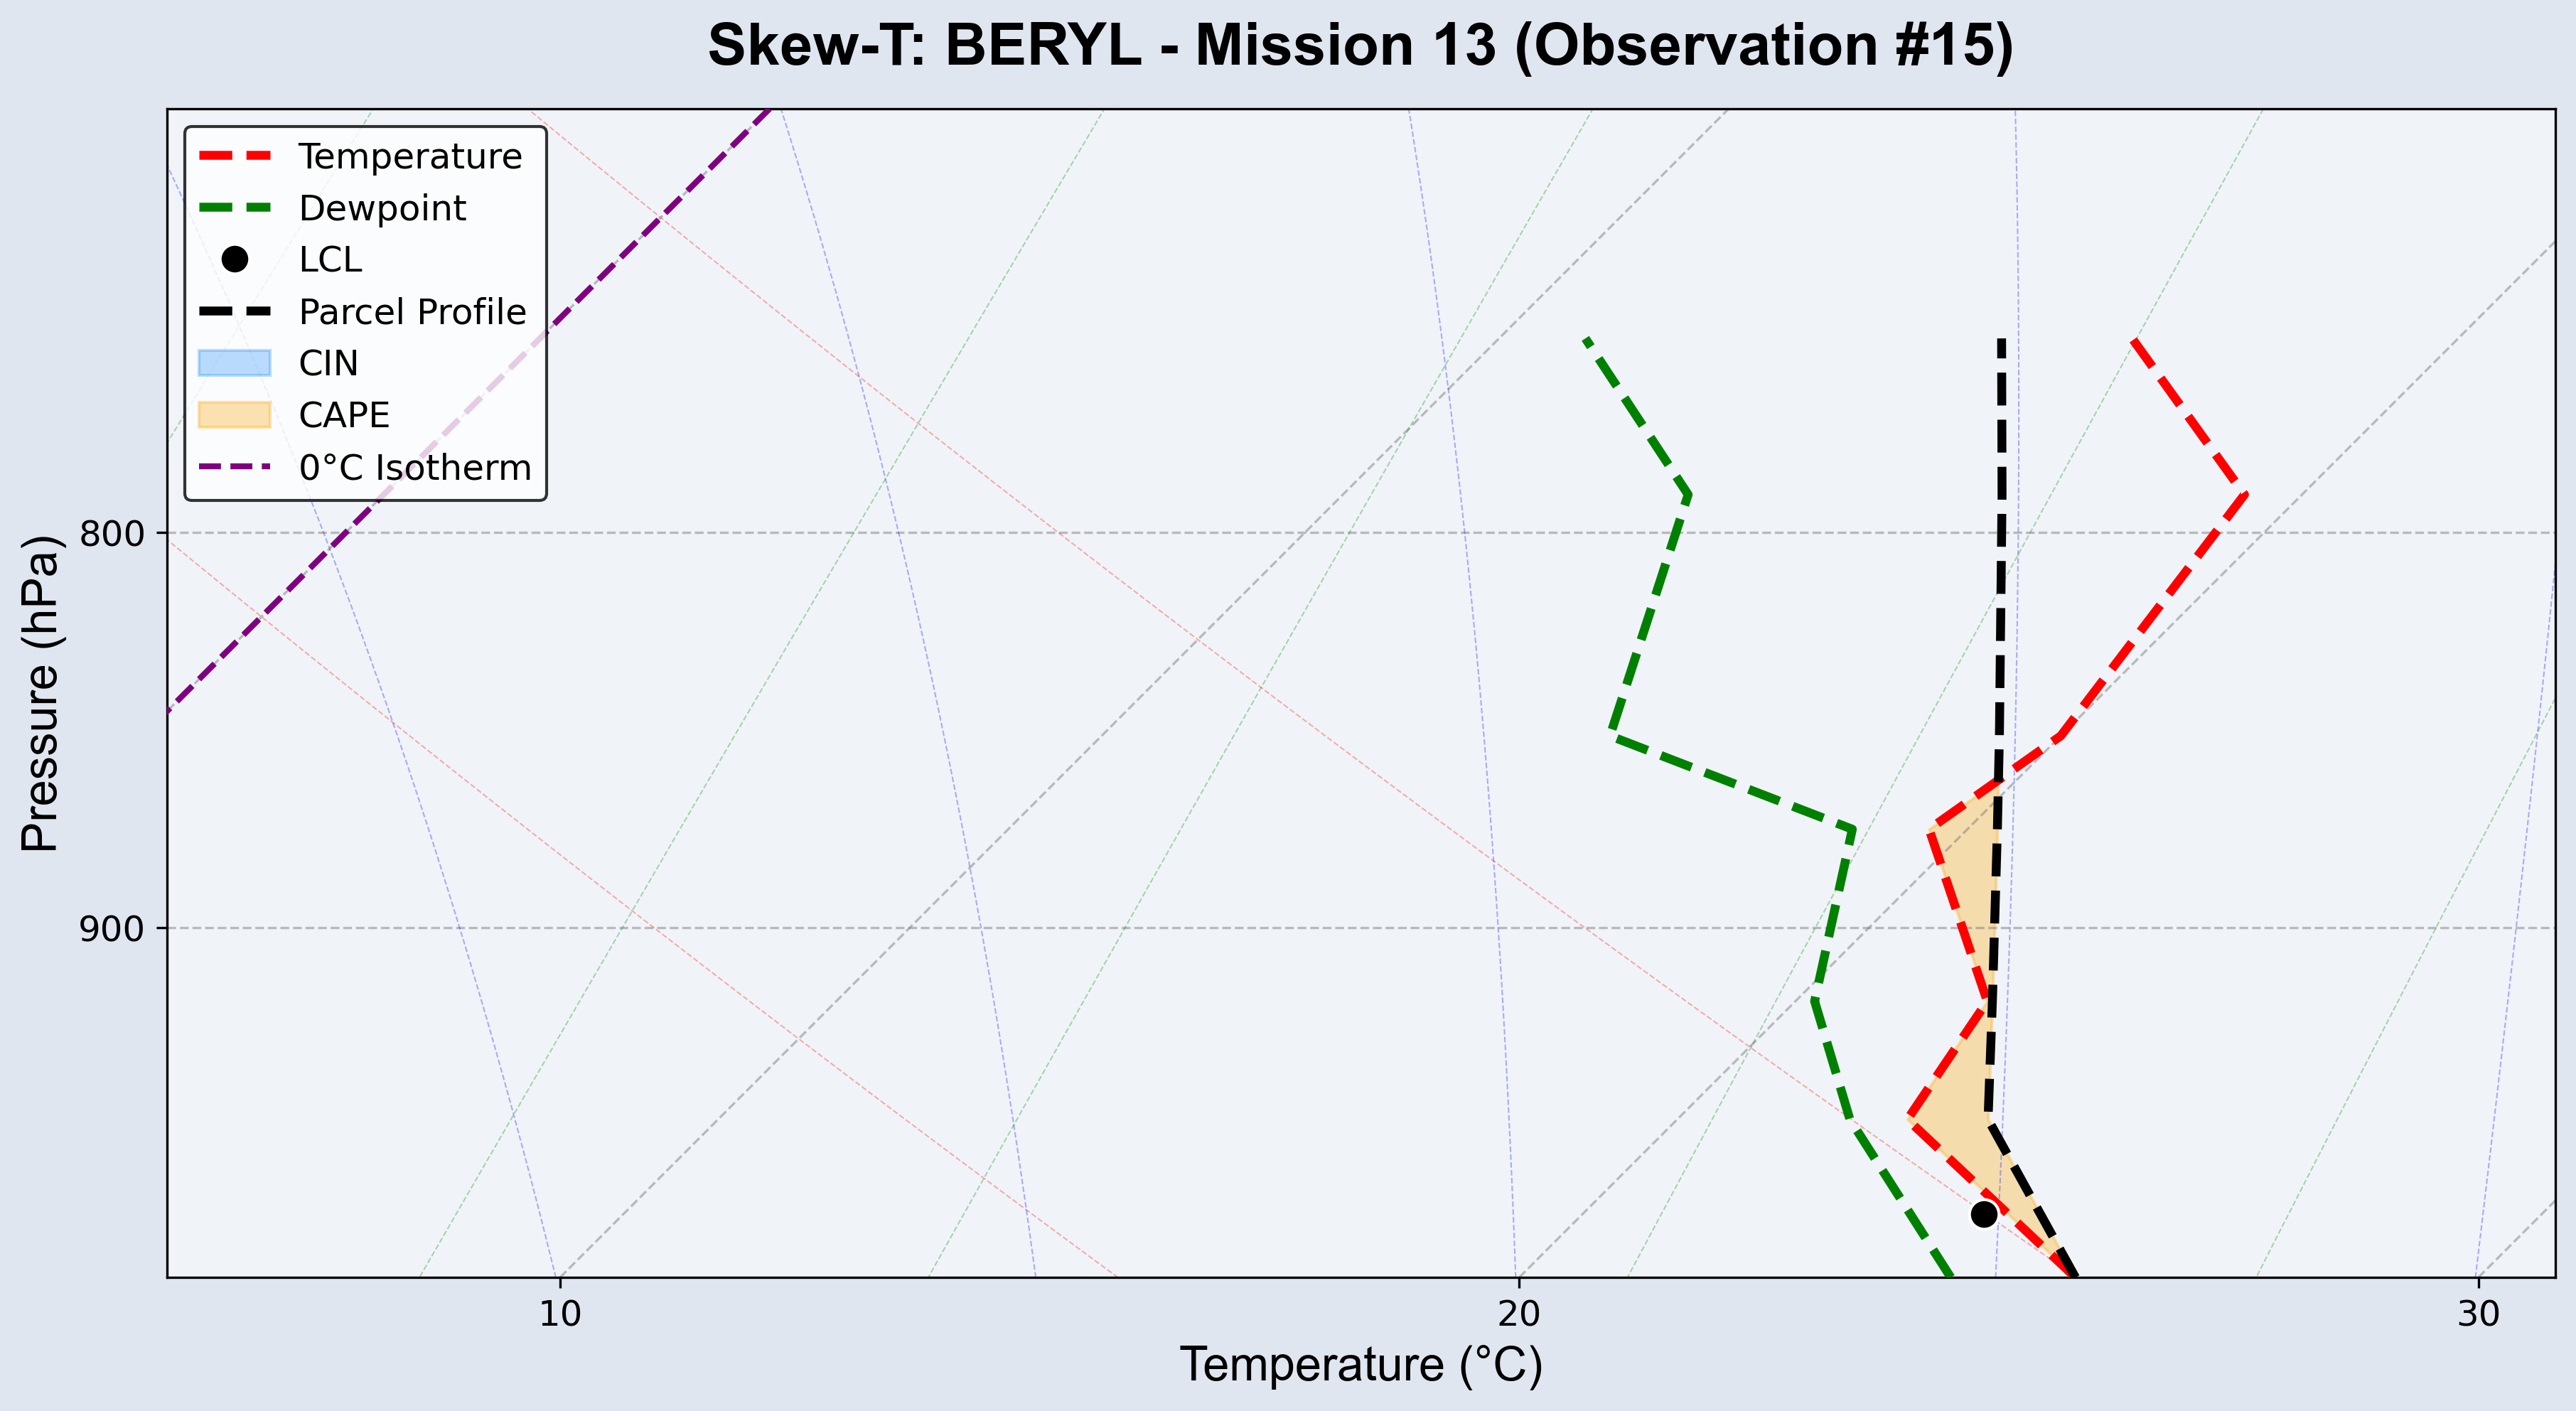 Skew-T: BERYL - Mission 13 (Observation #15)
Temperature
Dewpoint
LCL
Parcel Profile
CIN
CAPE
0°C Isotherm
Pressure (hPa)
800
900
10
20
30
Temperature (°C)